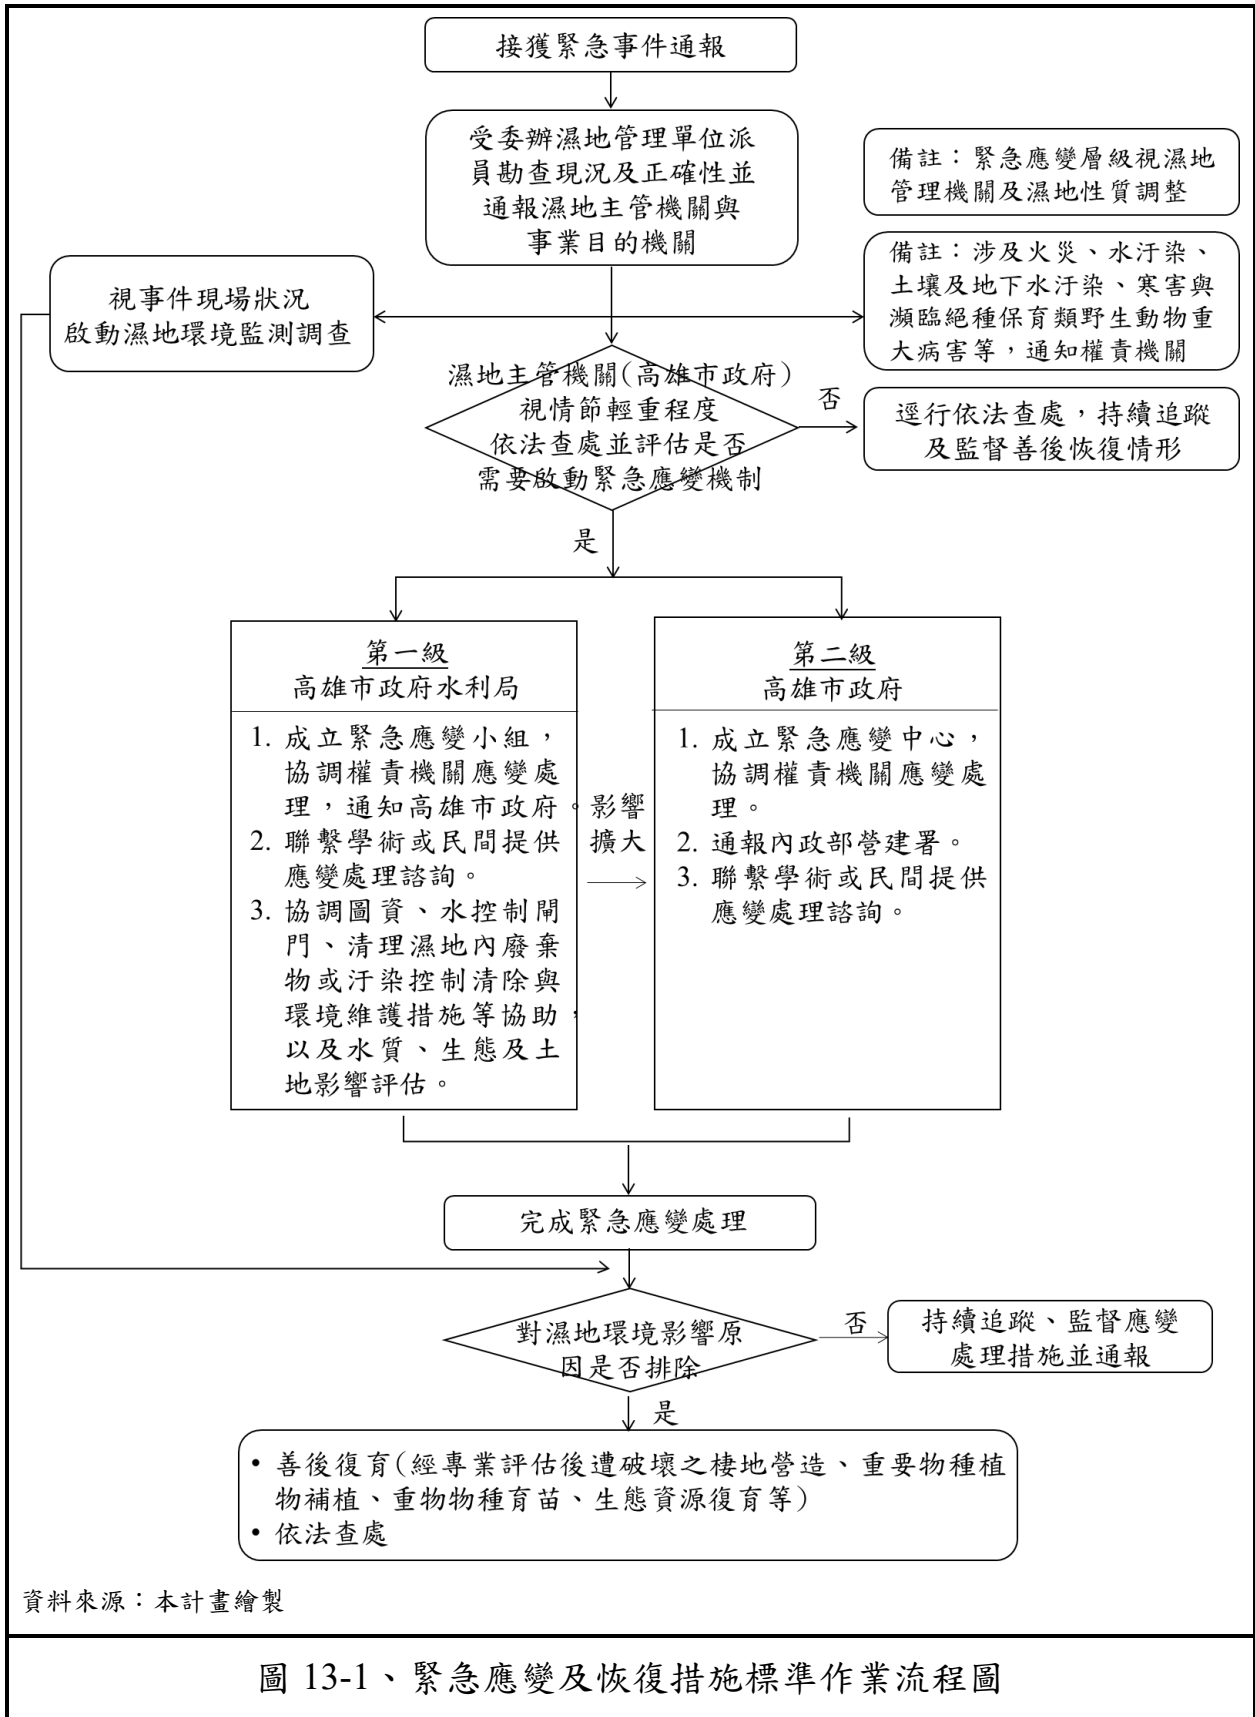 接獲緊急事件通報
受委辦濕地管理單位派
員勘查現況及正確性並
通報濕地主管機關與
事業目的機關
備註：緊急應變層級視濕地
管理機關及濕地性質調整
視事件現場狀況
啟動濕地環境監測調查
備註：涉及火災、水汙染、
土壤及地下水汙染、寒害與
瀕臨絕種保育類野生動物重
大病害等，通知權責機關
濕地主管機關(高雄市政府)
視情節輕重程度
依法查處並評估是否
需要啟動緊急應變機制
否
逕行依法查處，持續追蹤
及監督善後恢復情形
是
第一級
高雄市政府水利局
1. 成立緊急應變小組，
協調權責機關應變處
理，通知高雄市政府。
2. 聯繫學術或民間提供
應變處理諮詢。
3. 協調圖資、水控制閘
門、清理濕地內廢棄
物或汙染控制清除與
環境維護措施等協助，
以及水質、生態及土
地影響評估。
影響
擴大
第二級
高雄市政府
1. 成立緊急應變中心，
協調權責機關應變處
理。
2. 通報內政部營建署。
3. 聯繫學術或民間提供
應變處理諮詢。
完成緊急應變處理
對濕地環境影響原
因是否排除
否
持續追蹤、監督應變
處理措施並通報
是
• 善後復育(經專業評估後遭破壞之棲地營造、重要物種植
物補植、重物物種育苗、生態資源復育等)
• 依法查處
資料來源：本計畫繪製
圖 13-1、緊急應變及恢復措施標準作業流程圖